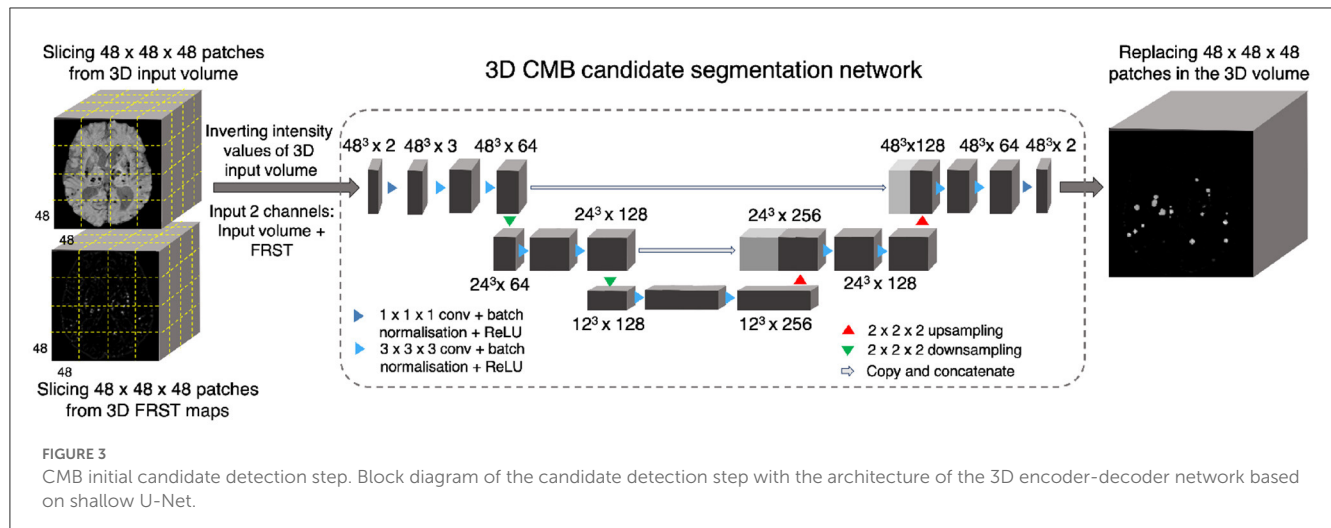 Slicing 48 x 48 x 48 patches
from 3D input volume
48
48
Inverting intensity
values of 3D
input volume
Input 2 channels:
Input volume +
FRST
48
48
Slicing 48 x 48 x 48 patches
from 3D FRST maps
3D CMB candidate segmentation network
48³ x 2
48³ x 3
48³ x 64
48³x128
48³ x 64
48³ x 2
24³ x 128
24³ x 256
24³x 64
24³ x 128
12³ x 128
12³ x 256
1 x 1 x 1 conv + batch
normalisation + ReLU
3 x 3 x 3 conv + batch
normalisation + ReLU
2 x 2 x 2 upsampling
2 x 2 x 2 downsampling
Copy and concatenate
Replacing 48 x 48 x 48
patches in the 3D volume
FIGURE 3
CMB initial candidate detection step. Block diagram of the candidate detection step with the architecture of the 3D encoder-decoder network based
on shallow U-Net.